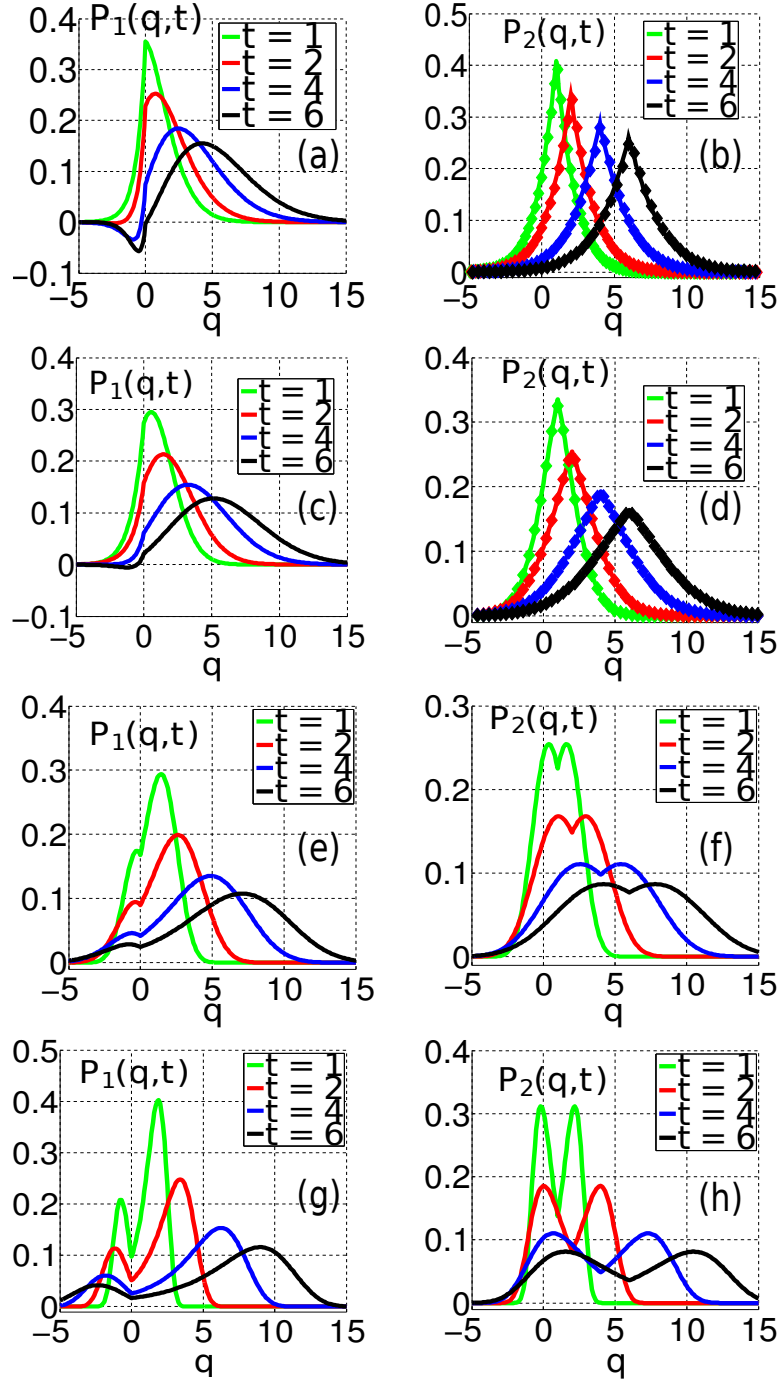 P1(q,t)
0.4
0.3
0.2
0.1
0
−0.1
t = 1
t = 2
t = 4
t = 6
(a)
−5 0 5 10 15
q
P2(q,t)
0.5
0.4
0.3
0.2
0.1
0
t = 1
t = 2
t = 4
t = 6
(b)
−5 0 5 10 15
q
P1(q,t)
0.4
0.3
0.2
0.1
0
−0.1
t = 1
t = 2
t = 4
t = 6
(c)
−5 0 5 10 15
q
P2(q,t)
0.4
0.3
0.2
0.1
0
t = 1
t = 2
t = 4
t = 6
(d)
−5 0 5 10 15
q
P1(q,t)
0.4
0.3
0.2
0.1
0
t = 1
t = 2
t = 4
t = 6
(e)
−5 0 5 10 15
q
P2(q,t)
0.3
0.2
0.1
0
t = 1
t = 2
t = 4
t = 6
(f)
−5 0 5 10 15
q
P1(q,t)
0.5
0.4
0.3
0.2
0.1
0
t = 1
t = 2
t = 4
t = 6
(g)
−5 0 5 10 15
q
P2(q,t)
0.4
0.3
0.2
0.1
0
t = 1
t = 2
t = 4
t = 6
(h)
−5 0 5 10 15
q